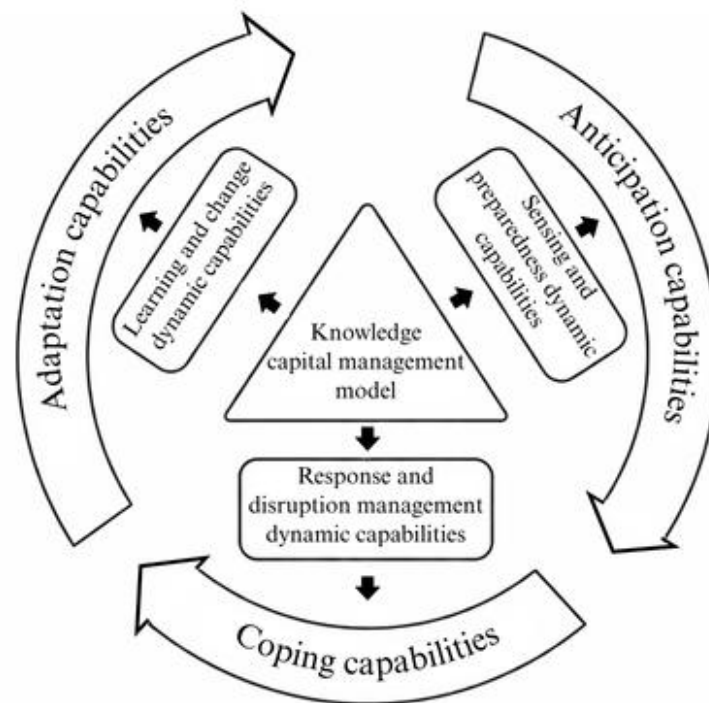 Adaptation capabilities
Learning and change
dynamic capabilities
Knowledge
capital management
model
Sensing and
preparedness dynamic
capabilities
Anticipation capabilities
Response and
disruption management
dynamic capabilities
Coping capabilities